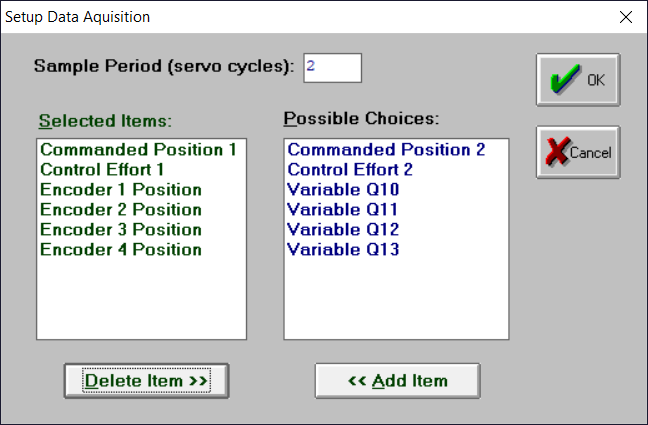 Setup Data Aquisition
Sample Period (servo cycles): 2
OK
Selected Items:
Possible Choices:
Cancel
Commanded Position 1
Control Effort 1
Encoder 1 Position
Encoder 2 Position
Encoder 3 Position
Encoder 4 Position
Commanded Position 2
Control Effort 2
Variable Q10
Variable Q11
Variable Q12
Variable Q13
Delete Item >>
<< Add Item